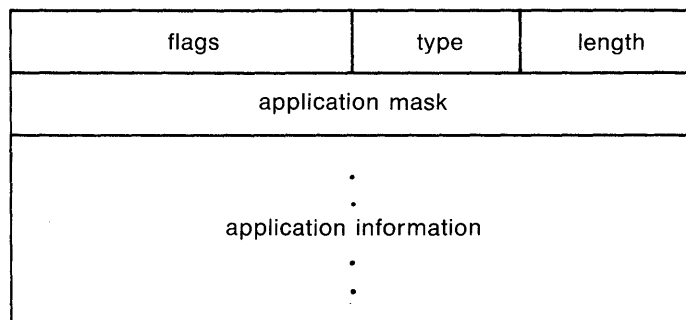 flags type length
application mask
application information